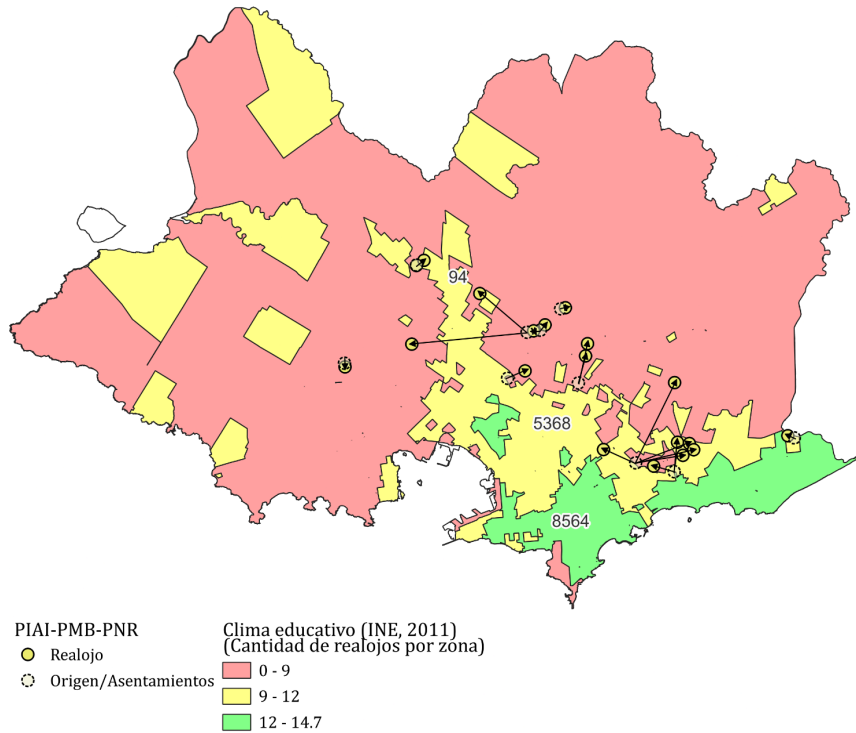 94
5368
8564
PIAI-PMB-PNR
Realojo
Origen/Asentamientos
Clima educativo (INE, 2011)
(Cantidad de realojos por zona)
0 - 9
9 - 12
12 - 14.7